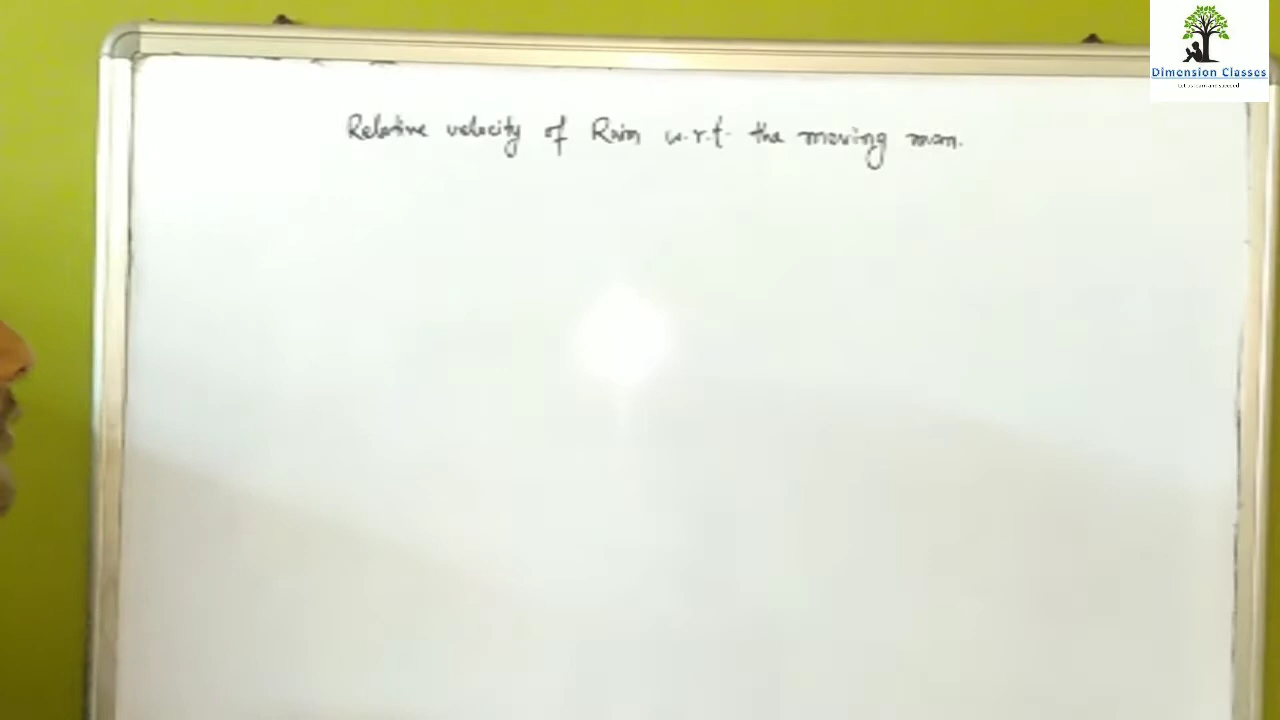 Relative velocity of Rain w.r.t. the moving man.
Dimension Classes